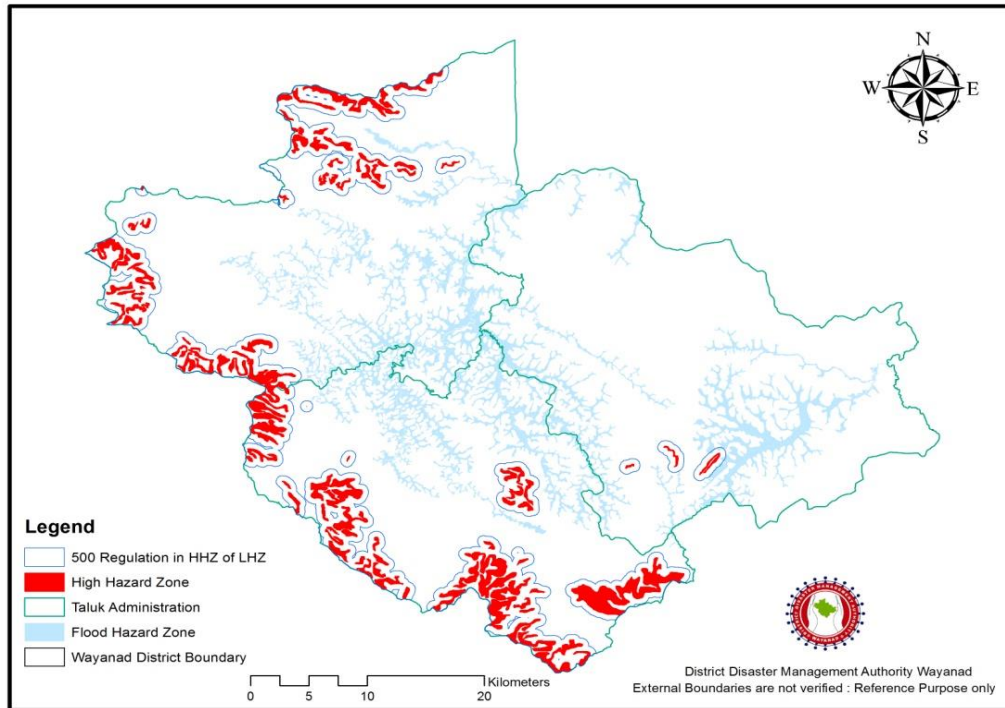 N
W E
S
Legend
500 Regulation in HHZ of LHZ
High Hazard Zone
Taluk Administration
Flood Hazard Zone
Wayanad District Boundary
Kilometers
0 5 10 20
District Disaster Management Authority Wayanad
External Boundaries are not verified : Reference Purpose only